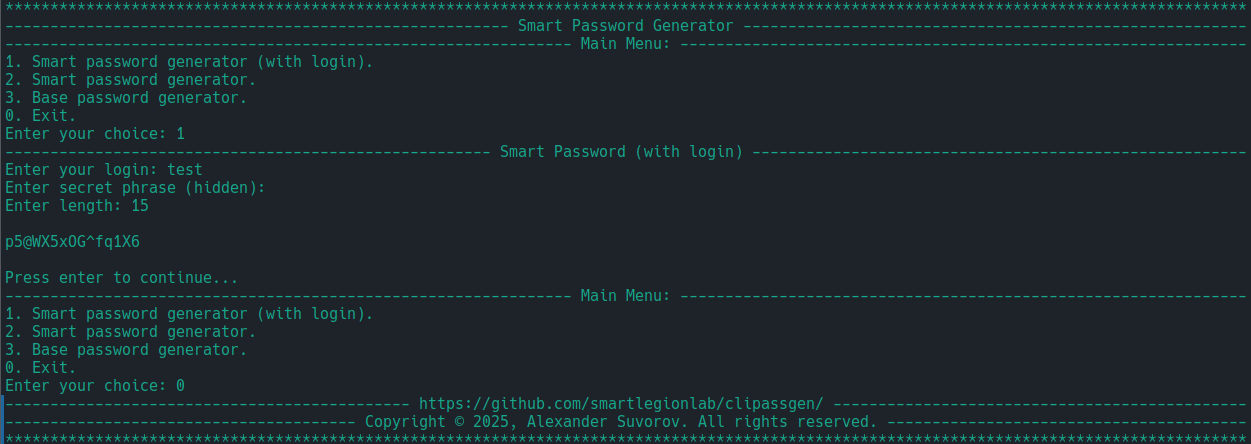 ********************************************************************************************************************************************
-------------------------------------------------------- Smart Password Generator --------------------------------------------------------
--------------------------------------------------------------- Main Menu: ---------------------------------------------------------------
1. Smart password generator (with login).
2. Smart password generator.
3. Base password generator.
0. Exit.
Enter your choice: 1
------------------------------------------------------ Smart Password (with login) -------------------------------------------------------
Enter your login: test
Enter secret phrase (hidden):
Enter length: 15
p5@WX5xOG^fq1X6
Press enter to continue...
--------------------------------------------------------------- Main Menu: ---------------------------------------------------------------
1. Smart password generator (with login).
2. Smart password generator.
3. Base password generator.
0. Exit.
Enter your choice: 0
--------------------------------------------- https://github.com/smartlegionlab/clipassgen/ ----------------------------------------------
--------------------------------------- Copyright © 2025, Alexander Suvorov. All rights reserved. ----------------------------------------
********************************************************************************************************************************************